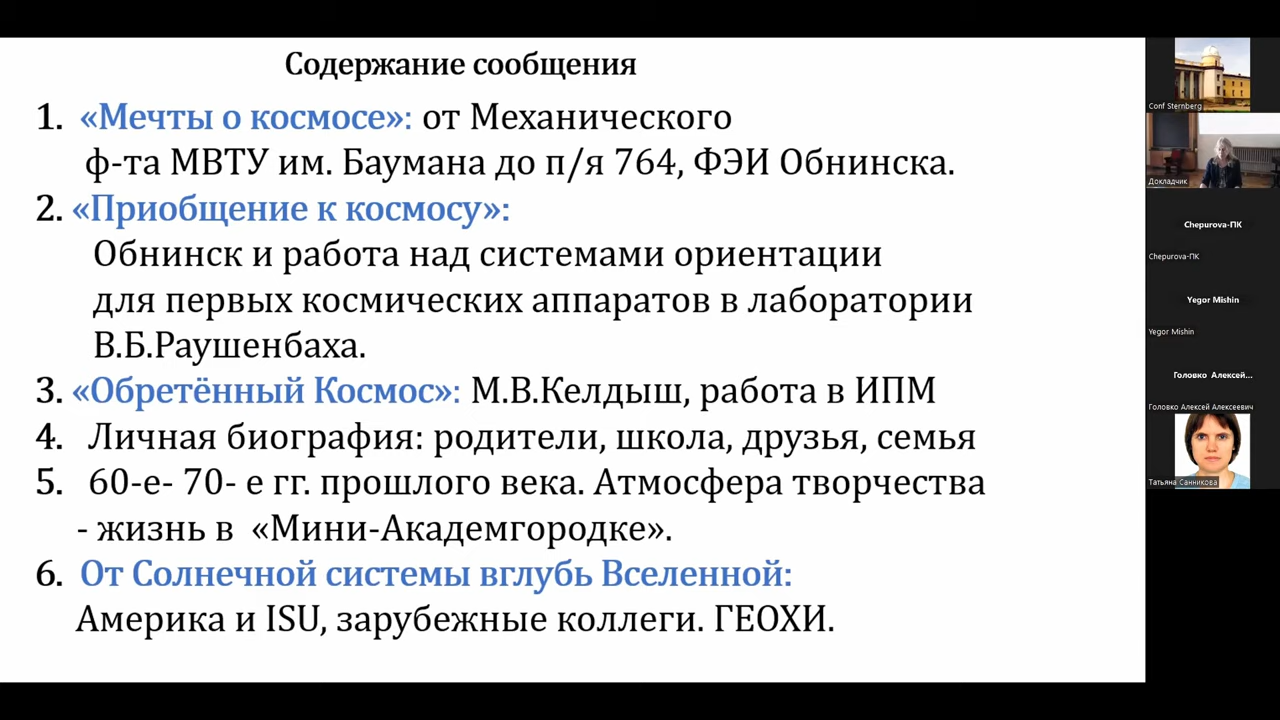 Содержание сообщения
1. «Мечты о космосе»: от Механического
ф-та МВТУ им. Баумана до п/я 764, ФЭИ Обнинска.
2. «Приобщение к космосу»:
Обнинск и работа над системами ориентации
для первых космических аппаратов в лаборатории
В.Б.Раушенбаха.
3. «Обретённый Космос»: М.В.Келдыш, работа в ИПМ
4. Личная биография: родители, школа, друзья, семья
5. 60-е- 70- е гг. прошлого века. Атмосфера творчества
- жизнь в «Мини-Академгородке».
6. От Солнечной системы вглубь Вселенной:
Америка и ISU, зарубежные коллеги. ГЕОХИ.
Conf Sternberg
Докладчик
Chepurova-ПК
Chepurova-ПК
Yegor Mishin
Yegor Mishin
Головко Алексей...
Головко Алексей Алексеевич
Татьяна Санникова